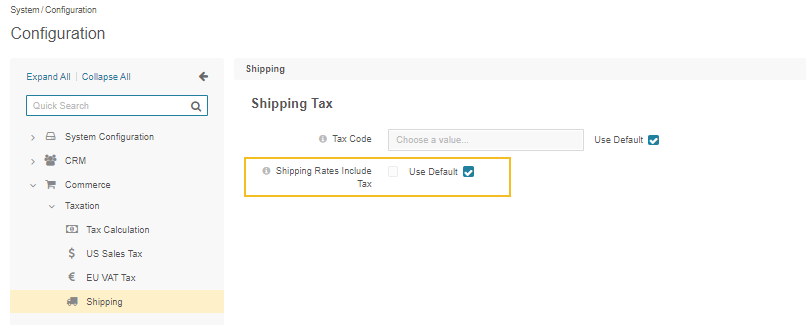 System / Configuration
Configuration
Expand All | Collapse All
Quick Search
System Configuration
CRM
Commerce
Taxation
Tax Calculation
US Sales Tax
EU VAT Tax
Shipping
Shipping
Shipping Tax
Tax Code Choose a value... Use Default
Shipping Rates Include Use Default
Tax